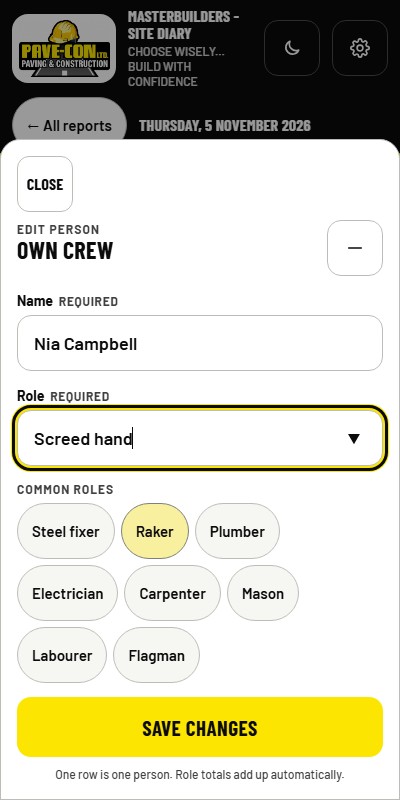 PAVE-CON LTD.
PAVING & CONSTRUCTION
MASTERBUILDERS -
SITE DIARY
CHOOSE WISELY...
BUILD WITH
CONFIDENCE
← All reports
THURSDAY, 5 NOVEMBER 2026
CLOSE
EDIT PERSON
OWN CREW
Name REQUIRED
Nia Campbell
Role REQUIRED
Screed hand
COMMON ROLES
Steel fixer Raker Plumber
Electrician Carpenter Mason
Labourer Flagman
SAVE CHANGES
One row is one person. Role totals add up automatically.